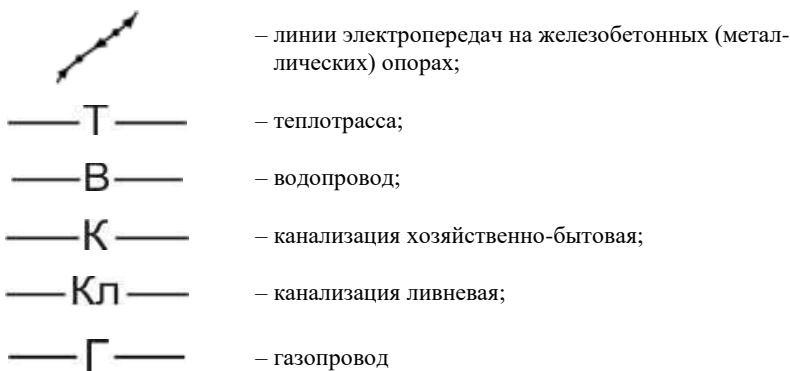 – линии электропередач на железобетонных (метал-
лических) опорах;
Т – теплотрасса;
В – водопровод;
К – канализация хозяйственно-бытовая;
Кл – канализация ливневая;
Г – газопровод